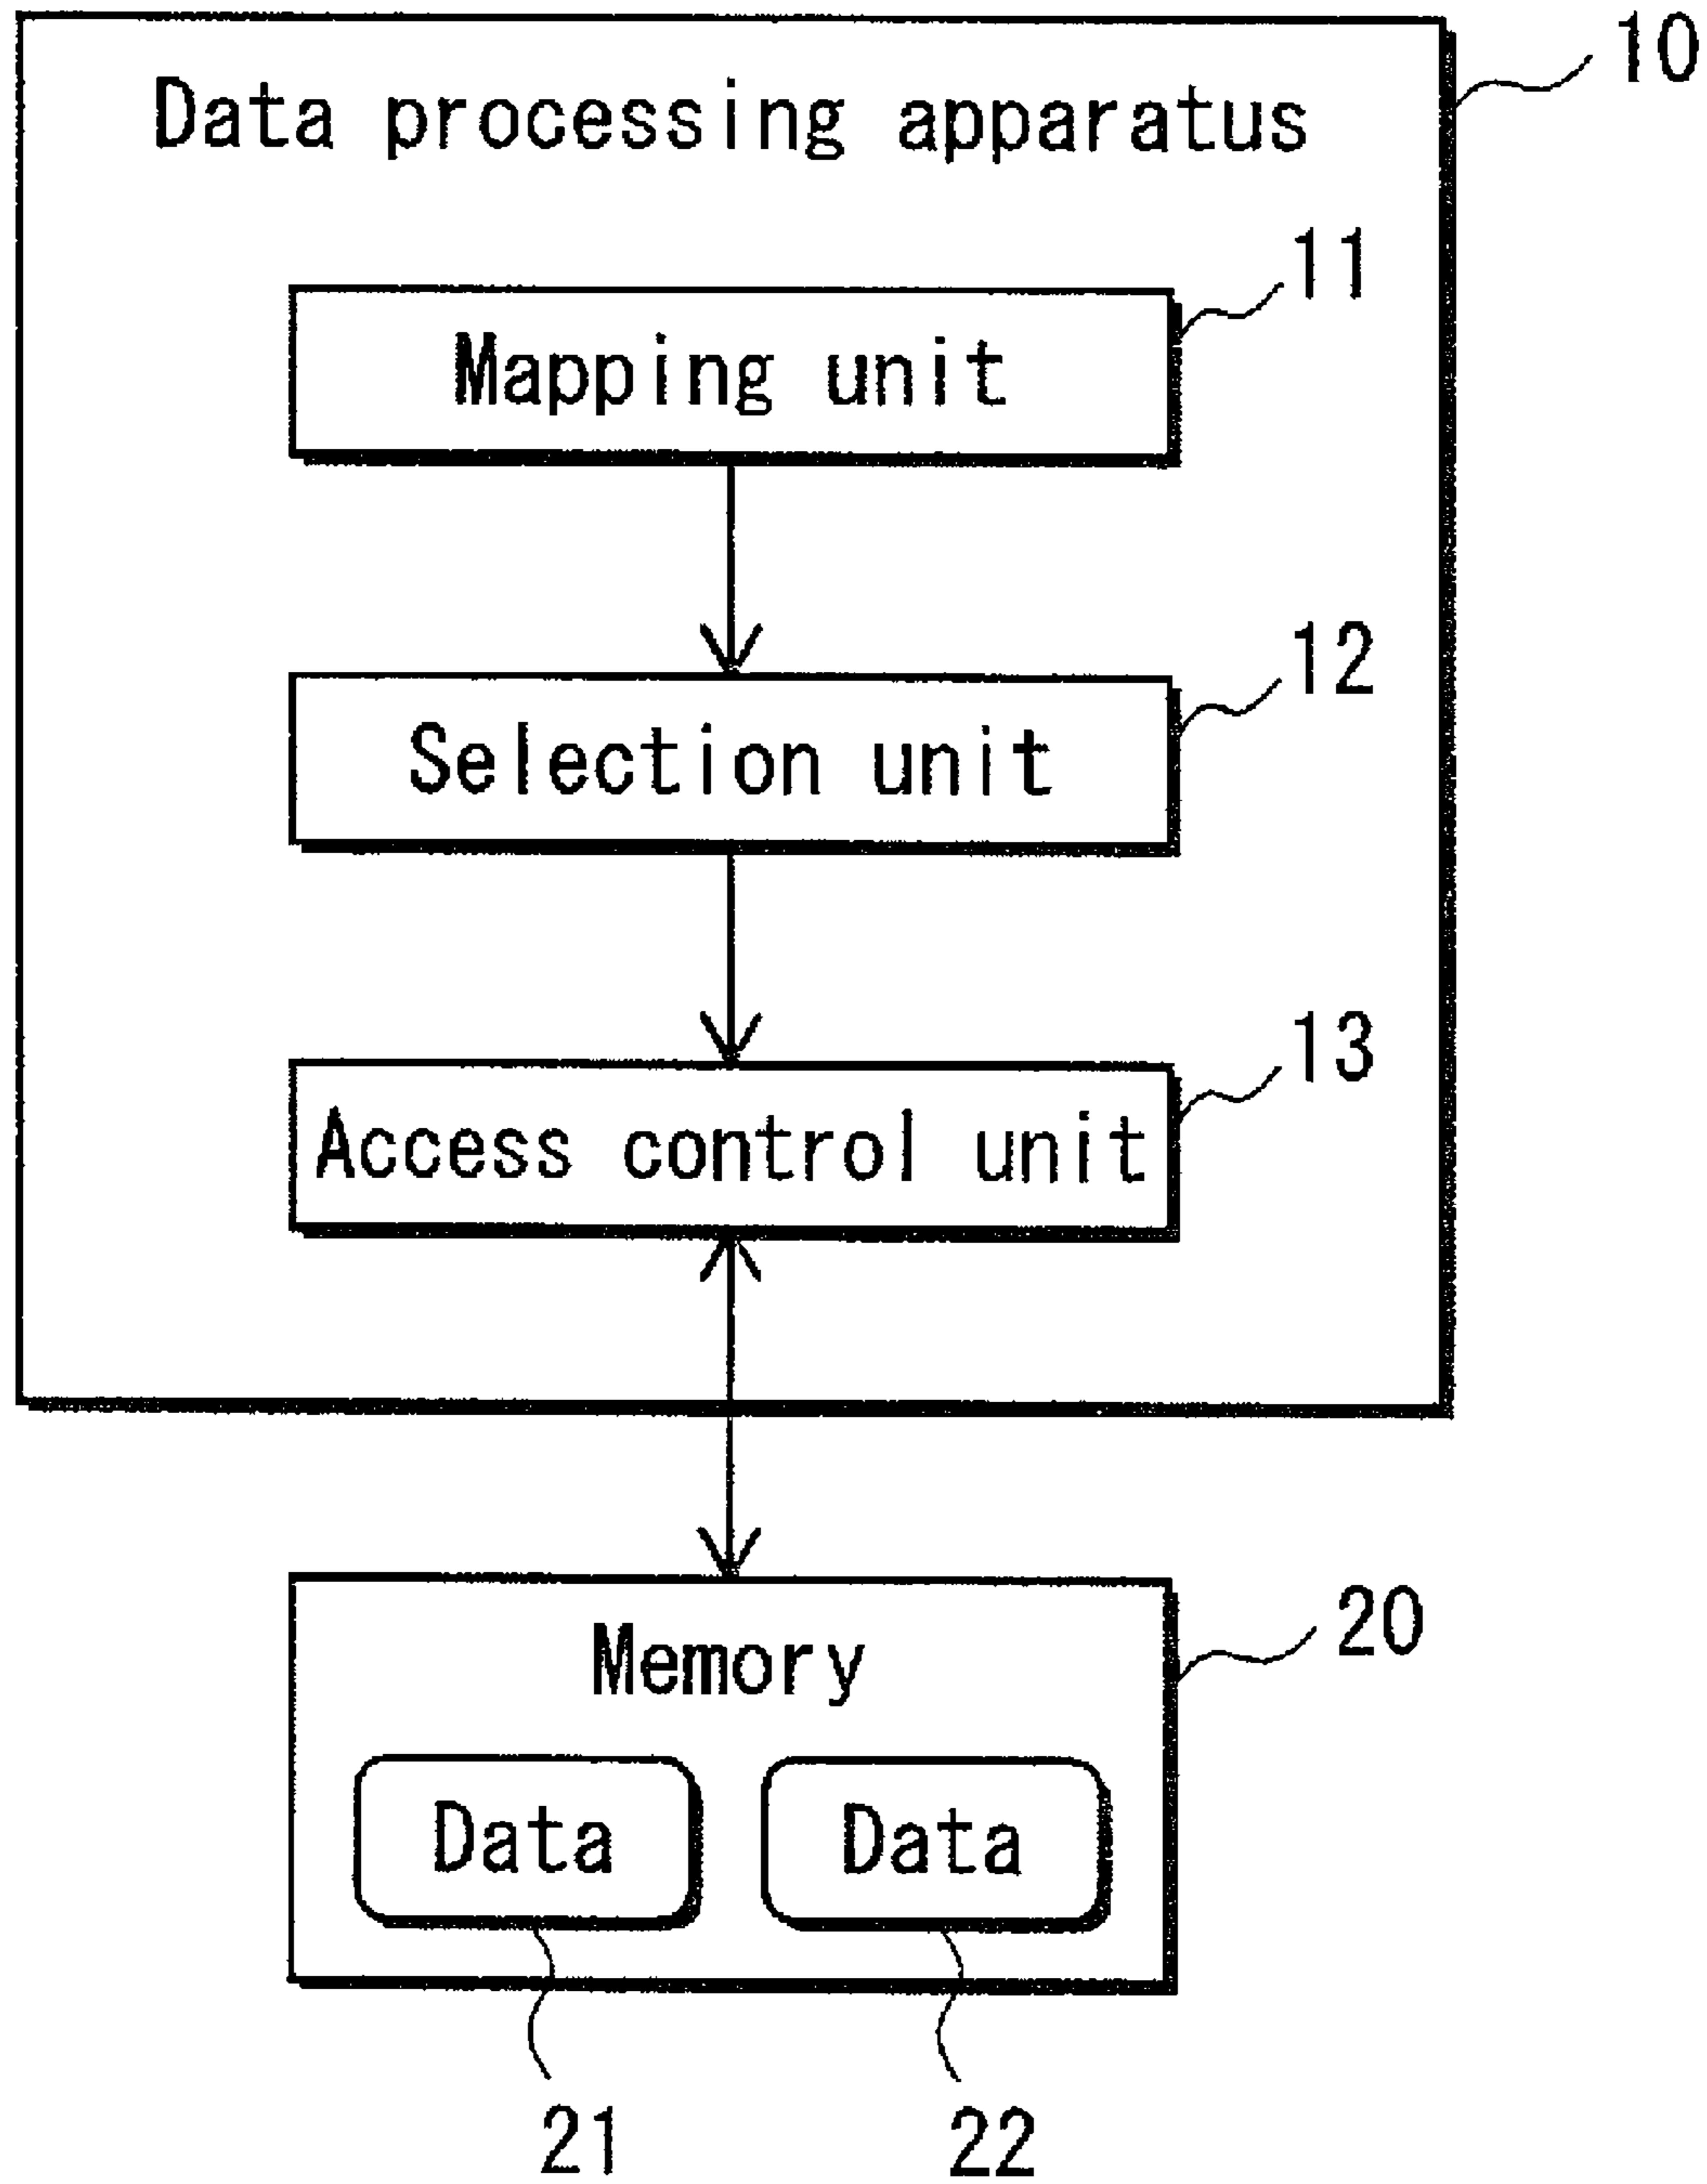 10
Data processing apparatus
11
Mapping unit
12
Selection unit
13
Access control unit
20
Memory
Data Data
21 22